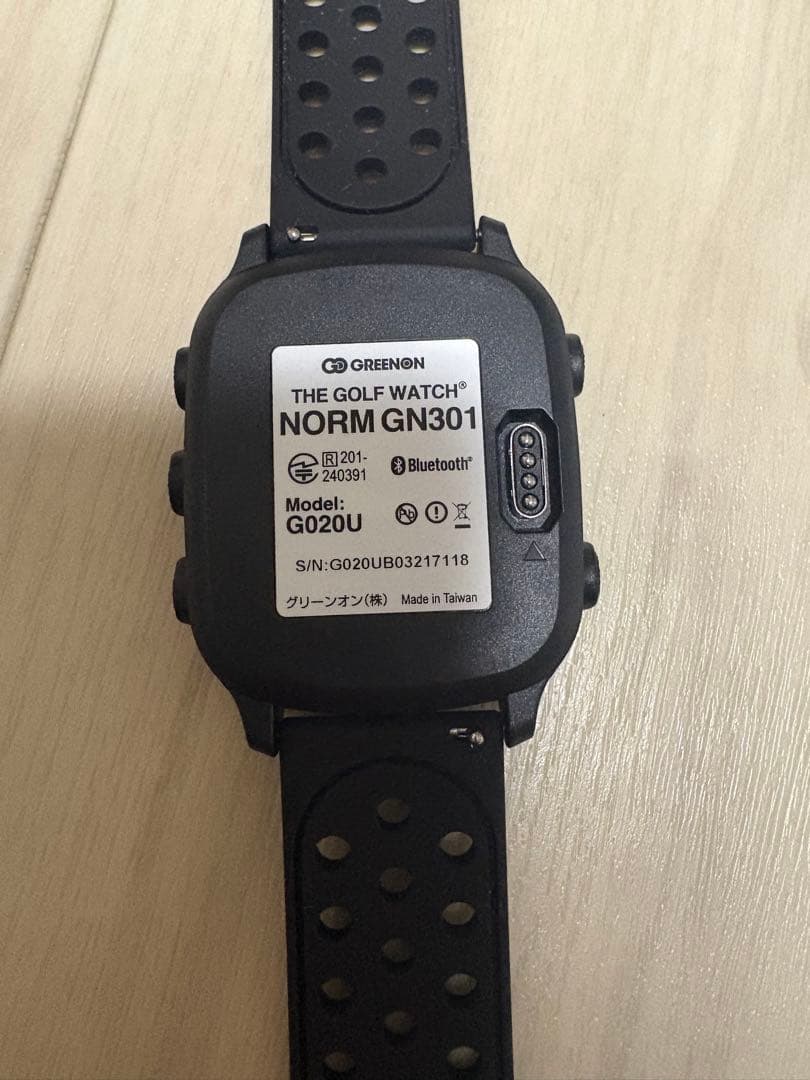 GREENON
THE GOLF WATCH®
NORM GN301
R 201-
240391
Bluetooth®
Model:
G020U
Pb
S/N:G020UB03217118
グリーンオン(株) Made in Taiwan